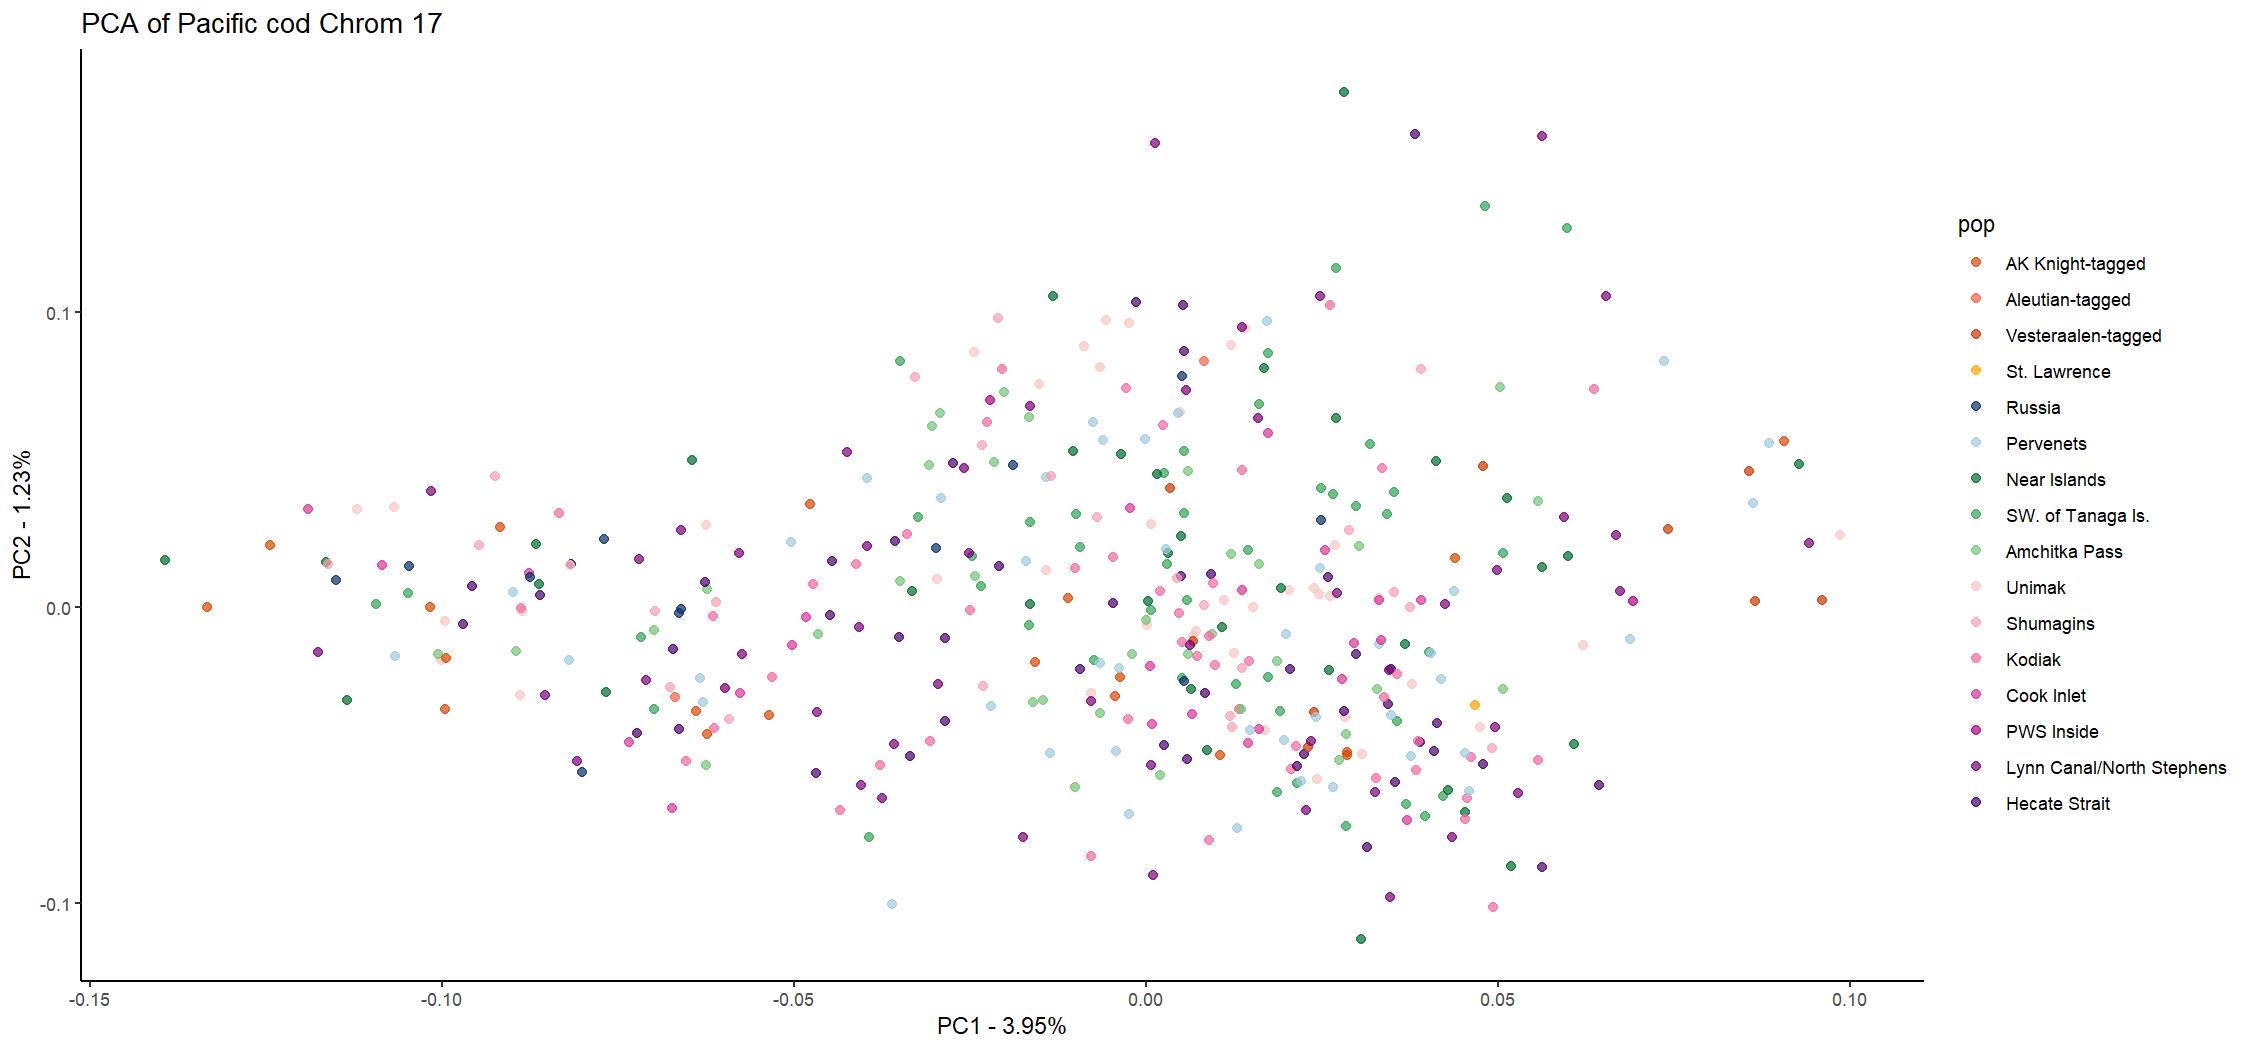 PCA of Pacific cod Chrom 17
PC2 - 1.23%
0.1
0.0
-0.1
-0.15
-0.10
-0.05
0.00
0.05
0.10
PC1 - 3.95%
pop
AK Knight-tagged
Aleutian-tagged
Vesteraalen-tagged
St. Lawrence
Russia
Pervenets
Near Islands
SW. of Tanaga Is.
Amchitka Pass
Unimak
Shumagins
Kodiak
Cook Inlet
PWS Inside
Lynn Canal/North Stephens
Hecate Strait